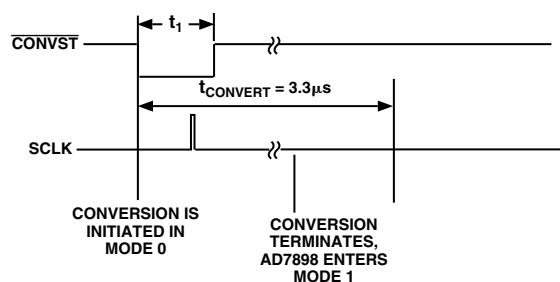 t1
CONVST
tCONVERT = 3.3µs
SCLK
CONVERSION IS
INITIATED IN
MODE 0
CONVERSION
TERMINATES,
AD7898 ENTERS
MODE 1